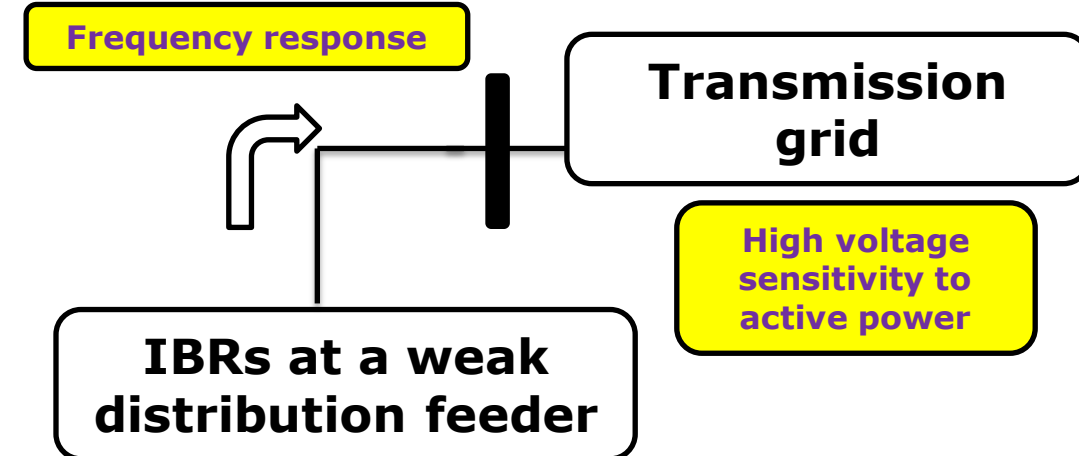 Frequency response
Transmission
grid
High voltage
sensitivity to
active power
IBRs at a weak
distribution feeder